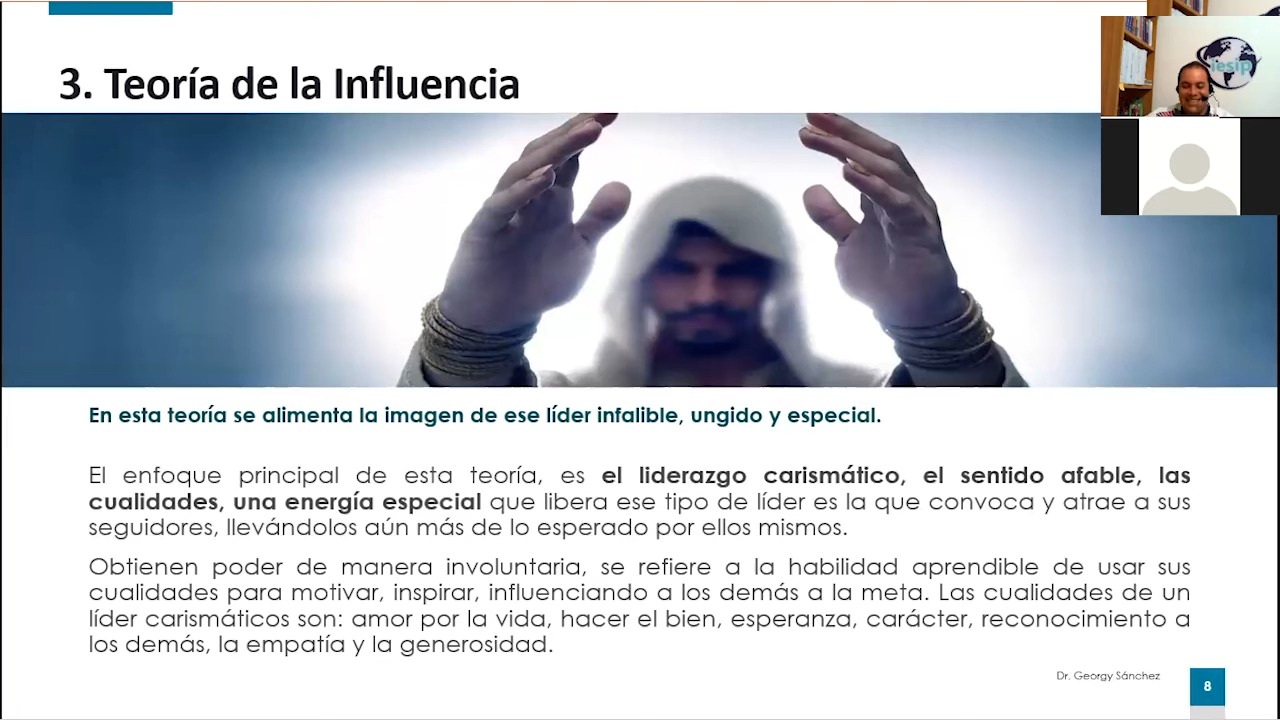 3. Teoría de la Influencia
iesip
En esta teoría se alimenta la imagen de ese líder infalible, ungido y especial.
El enfoque principal de esta teoría, es el liderazgo carismático, el sentido afable, las
cualidades, una energía especial que libera ese tipo de líder es la que convoca y atrae a sus
seguidores, llevándolos aún más de lo esperado por ellos mismos.
Obtienen poder de manera involuntaria, se refiere a la habilidad aprendible de usar sus
cualidades para motivar, inspirar, influenciando a los demás a la meta. Las cualidades de un
líder carismáticos son: amor por la vida, hacer el bien, esperanza, carácter, reconocimiento a
los demás, la empatía y la generosidad.
Dr. Georgy Sánchez
8